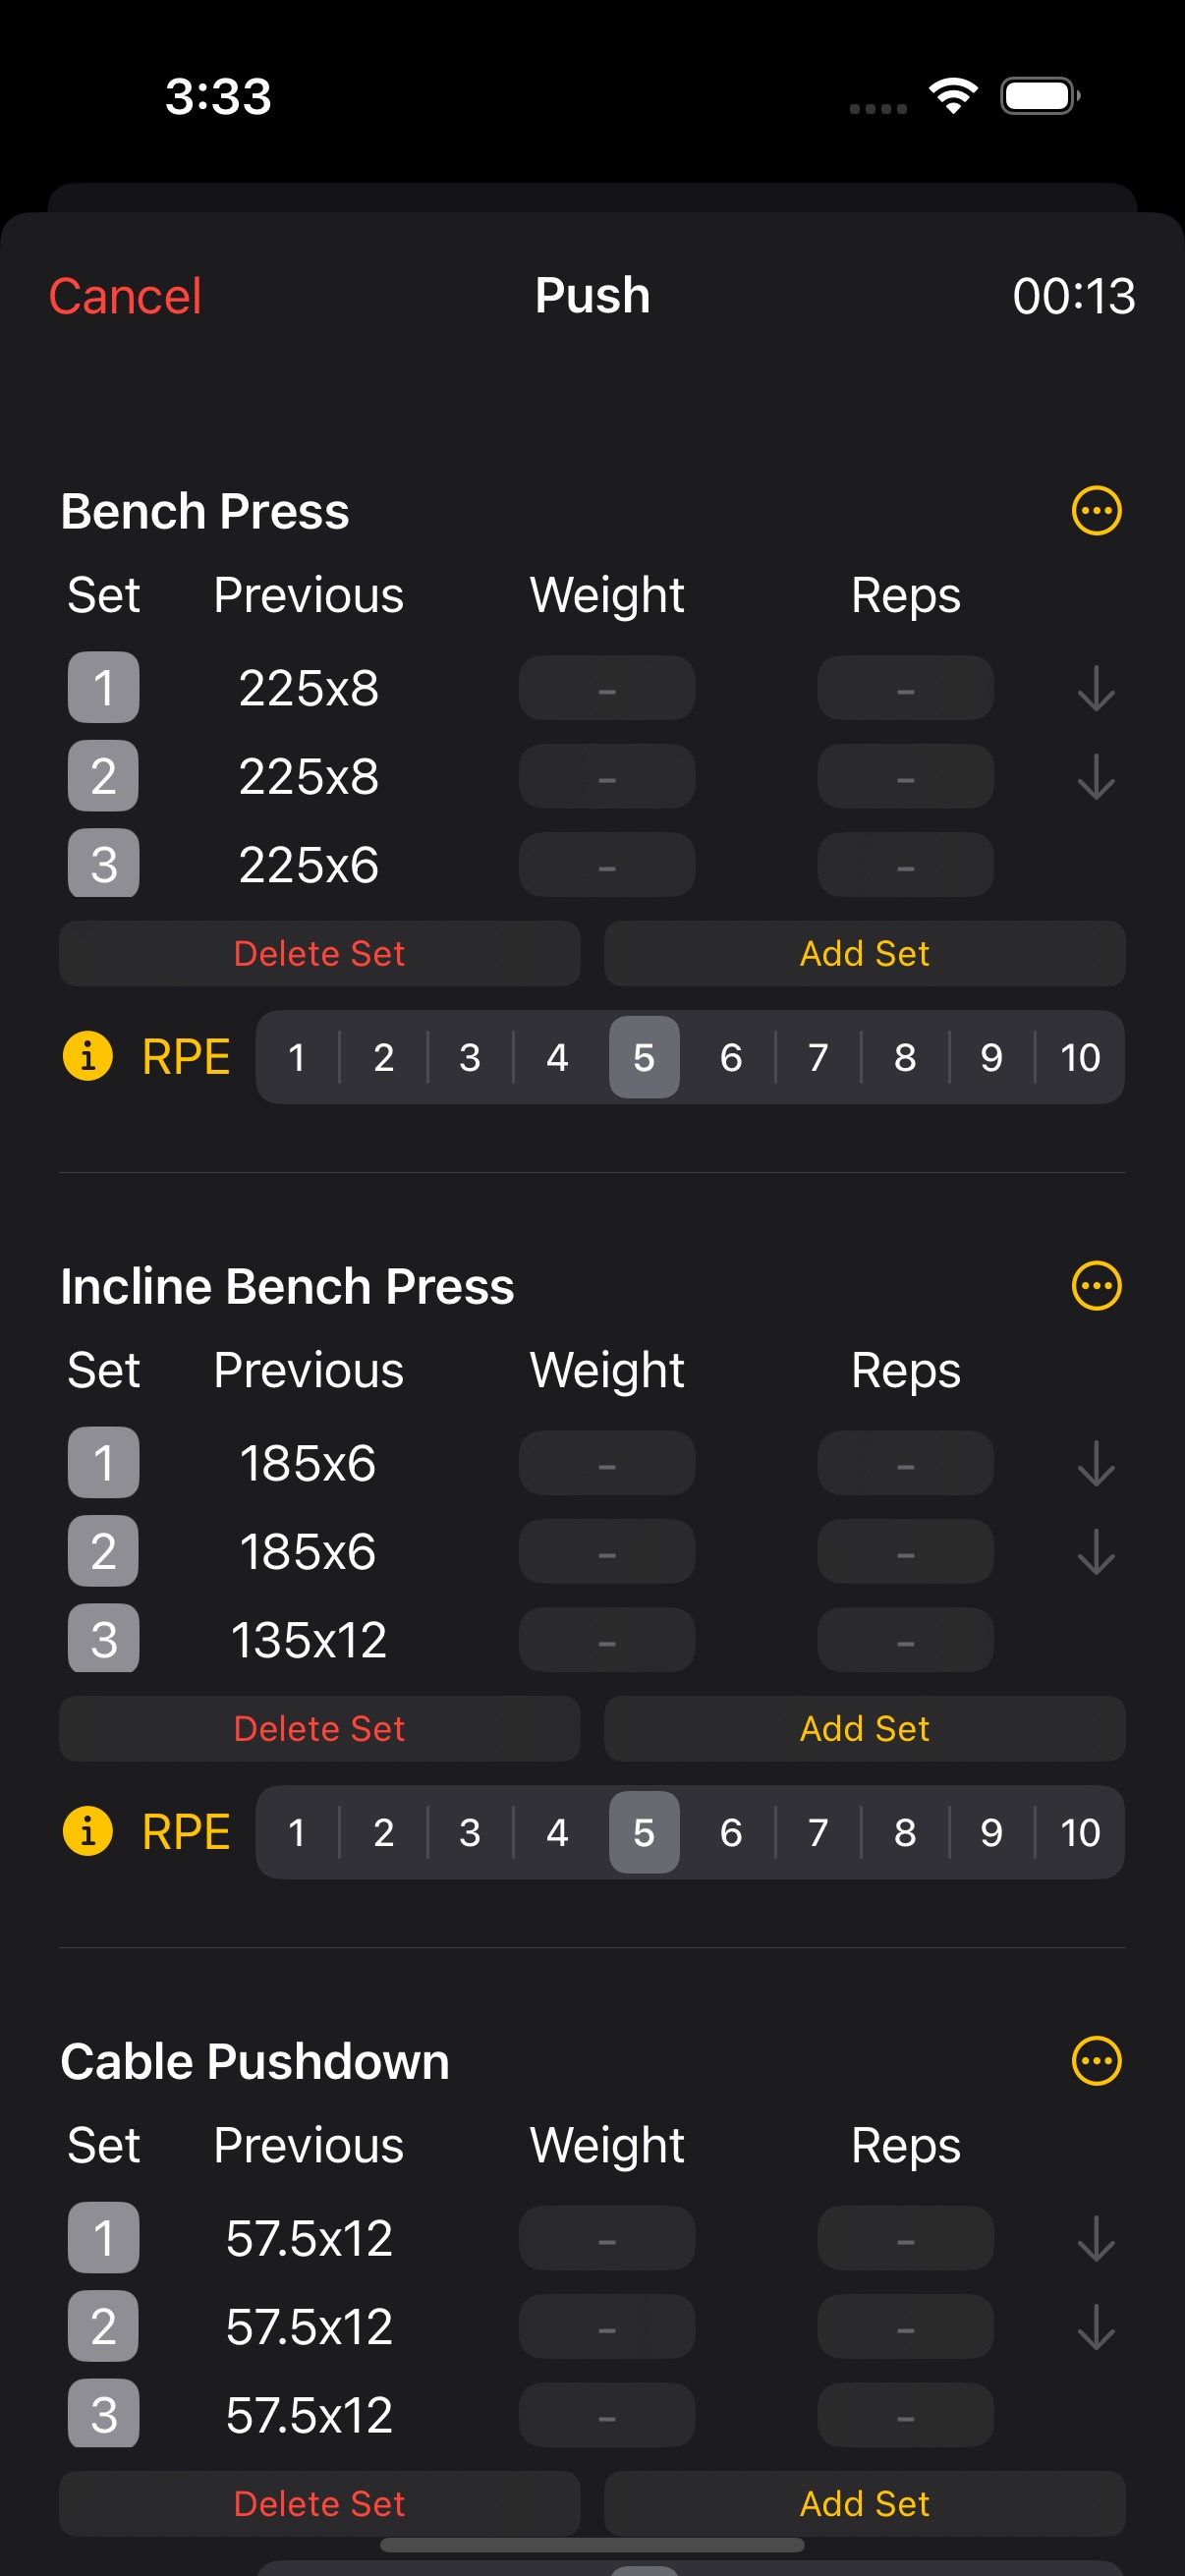 3:33
Cancel Push 00:13
Bench Press
Set Previous Weight Reps
1 225x8 - -
2 225x8 - -
3 225x6 - -
Delete Set Add Set
i RPE 1 2 3 4 5 6 7 8 9 10
Incline Bench Press
Set Previous Weight Reps
1 185x6 - -
2 185x6 - -
3 135x12 - -
Delete Set Add Set
i RPE 1 2 3 4 5 6 7 8 9 10
Cable Pushdown
Set Previous Weight Reps
1 57.5x12 - -
2 57.5x12 - -
3 57.5x12 - -
Delete Set Add Set